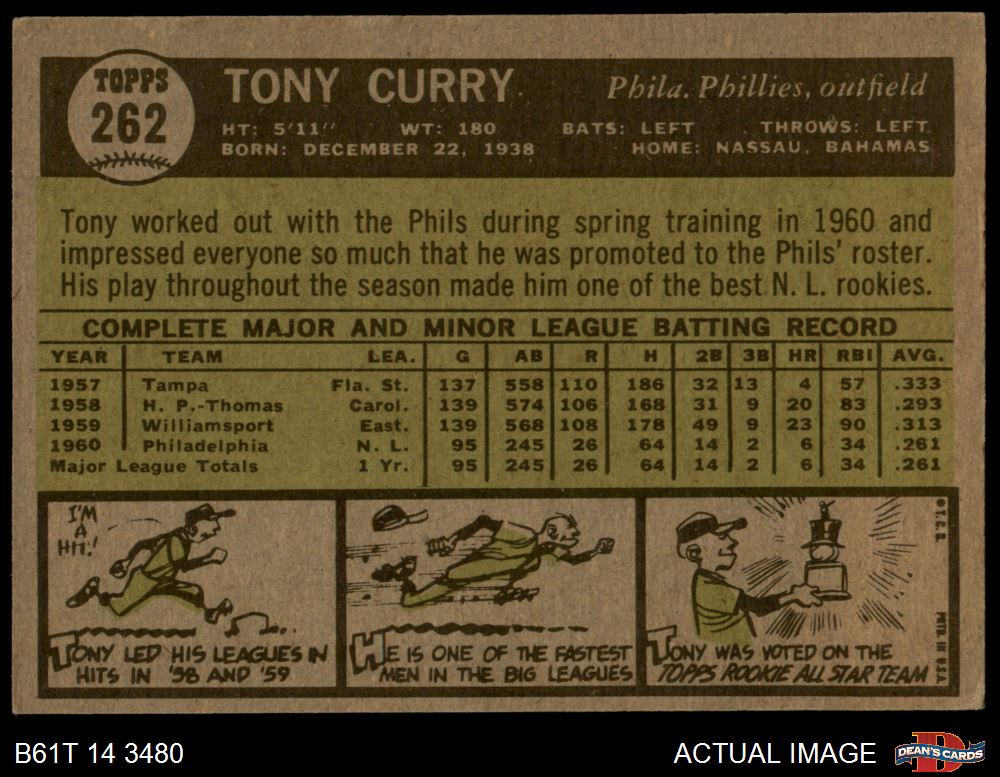 TOPPS
262
TONY CURRY
Phila. Phillies, outfield
HT: 5'11" WT: 180 BATS: LEFT THROWS: LEFT
BORN: DECEMBER 22, 1938 HOME: NASSAU, BAHAMAS
Tony worked out with the Phils during spring training in 1960 and
impressed everyone so much that he was promoted to the Phils' roster.
His play throughout the season made him one of the best N. L. rookies.
COMPLETE MAJOR AND MINOR LEAGUE BATTING RECORD
YEAR TEAM LEA. G AB R H 2B 3B HR RBI AVG.
1957 Tampa Fla. St. 137 558 110 186 32 13 4 57 .333
1958 H. P.-Thomas Carol. 139 574 106 168 31 9 20 83 .293
1959 Williamsport East. 139 568 108 178 49 9 23 90 .313
1960 Philadelphia N. L. 95 245 26 64 14 2 6 34 .261
Major League Totals 1 Yr. 95 245 26 64 14 2 6 34 .261
I'M
A
HIT!
TONY LED HIS LEAGUES IN
HITS IN '58 AND '59
HE IS ONE OF THE FASTEST
MEN IN THE BIG LEAGUES
TONY WAS VOTED ON THE
TOPPS ROOKIE ALL STAR TEAM
T.C.G. PRTD. IN U.S.A.
B61T 14 3480
ACTUAL IMAGE
D
DEAN'S CARDS